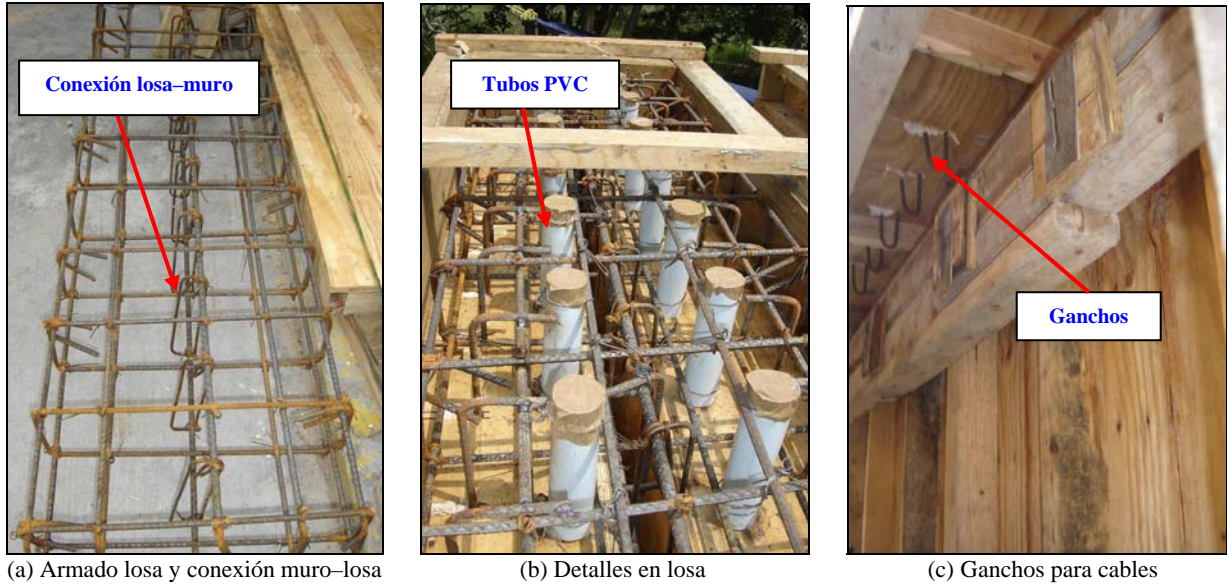 Conexión losa–muro
Tubos PVC
Ganchos
(a) Armado losa y conexión muro–losa
(b) Detalles en losa
(c) Ganchos para cables